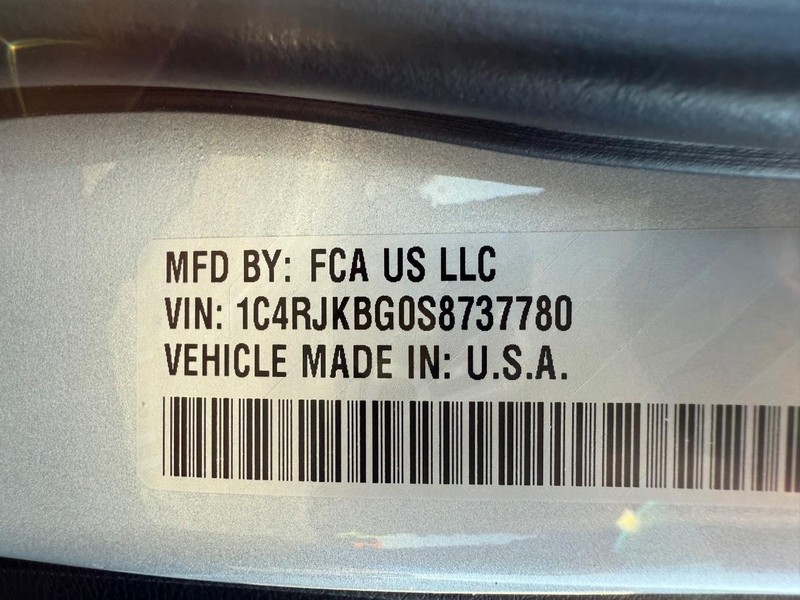 MFD BY: FCA US LLC
VIN: 1C4RJKBG0S8737780
VEHICLE MADE IN: U.S.A.